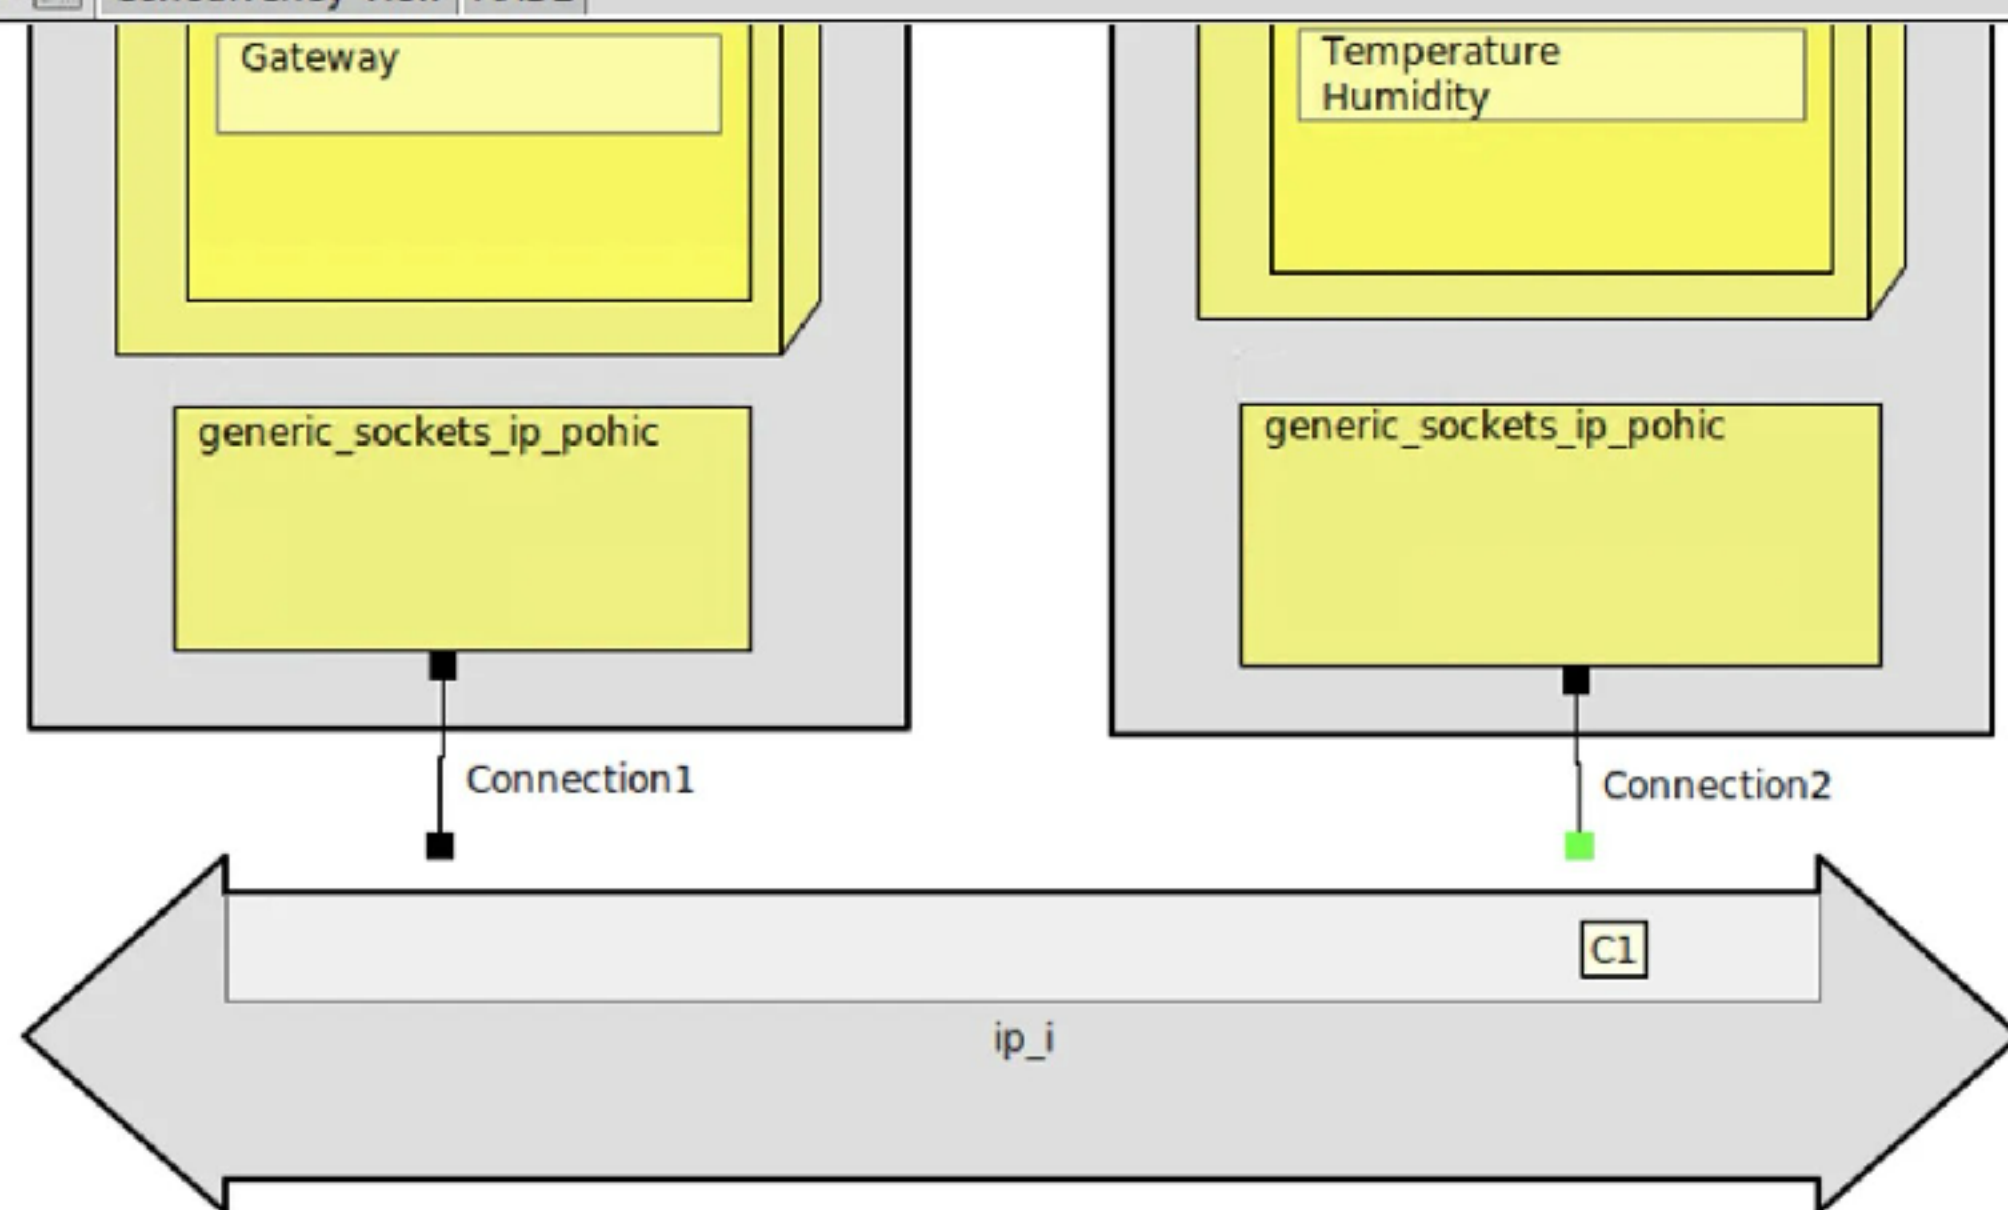 Gateway
Temperature
Humidity
generic_sockets_ip_pohic
generic_sockets_ip_pohic
Connection1
Connection2
C1
ip_i